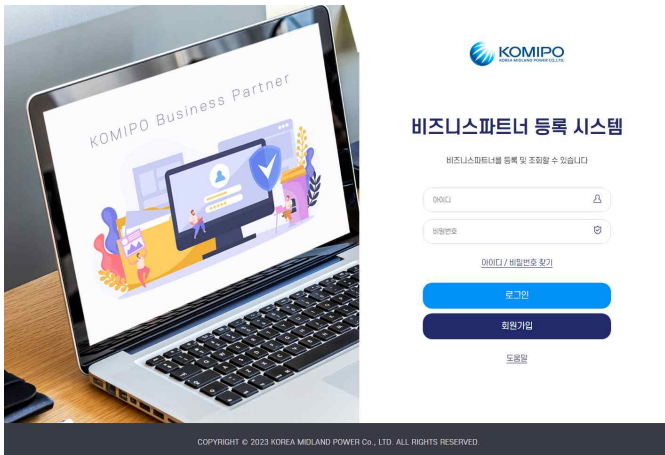 KOMIPO Business Partner
KOMIPO
KOREA MIDLAND POWER CO.,LTD
비즈니스파트너 등록 시스템
비즈니스파트너를 등록 및 조회할 수 있습니다
아이디
비밀번호
아이디 / 비밀번호 찾기
로그인
회원가입
도움말
COPYRIGHT © 2023 KOREA MIDLAND POWER Co., LTD. ALL RIGHTS RESERVED.